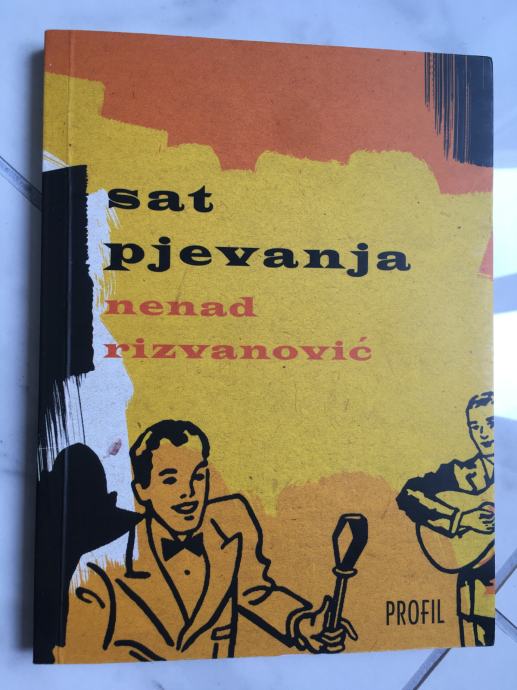 sat
pjevanja
nenad
rizvanović
PROFIL